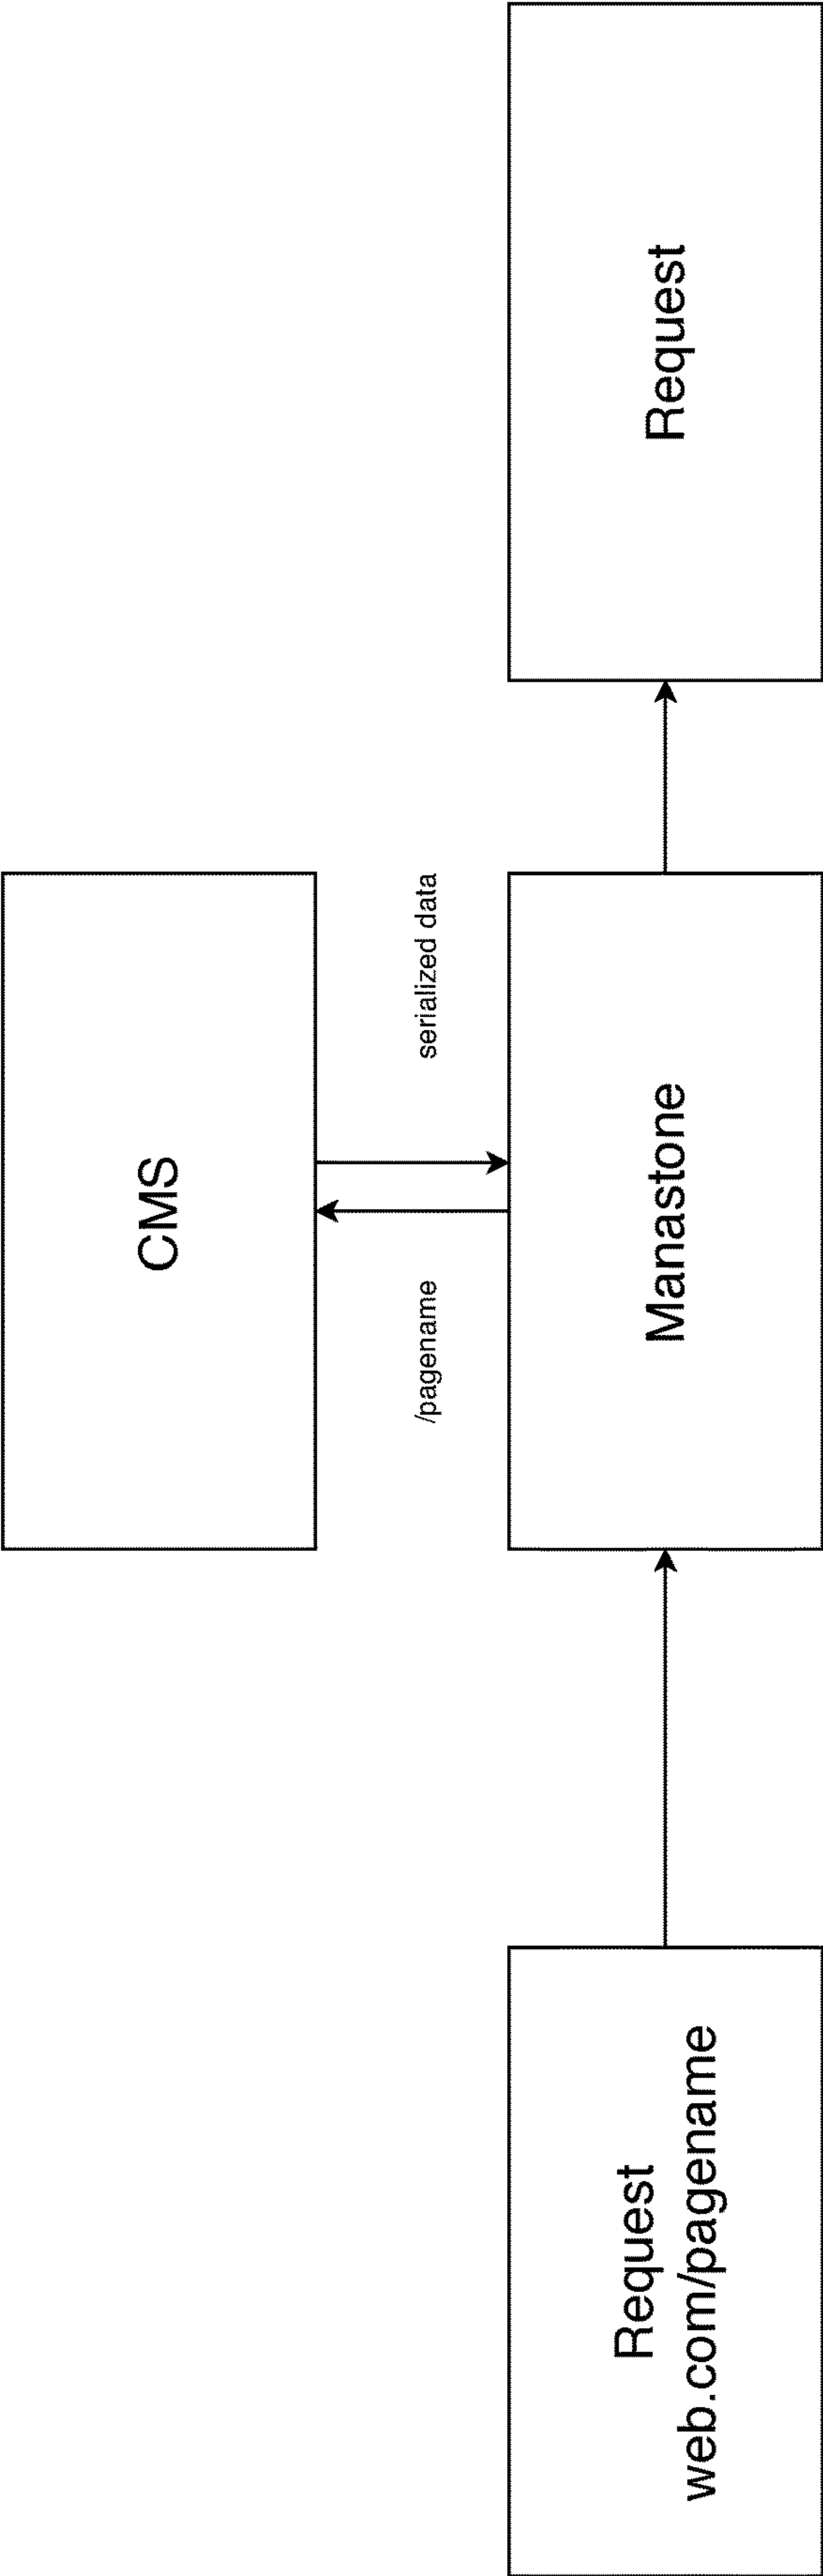 CMS
/pagename
serialized data
Request
web.com/pagename
Manastone
Request